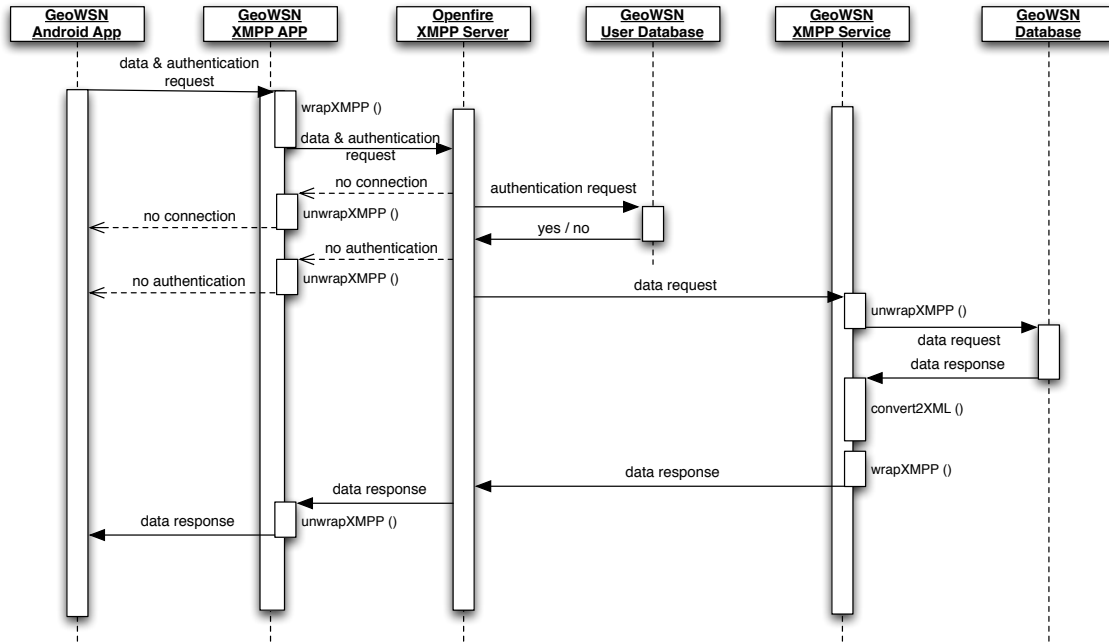 GeoWSN
Android App
GeoWSN
XMPP APP
Openfire
XMPP Server
GeoWSN
User Database
GeoWSN
XMPP Service
GeoWSN
Database
data & authentication
request
wrapXMPP ()
data & authentication
request
no connection
authentication request
unwrapXMPP ()
no connection
yes / no
no authentication
unwrapXMPP ()
no authentication
data request
unwrapXMPP ()
data request
data response
convert2XML ()
wrapXMPP ()
data response
data response
unwrapXMPP ()
data response